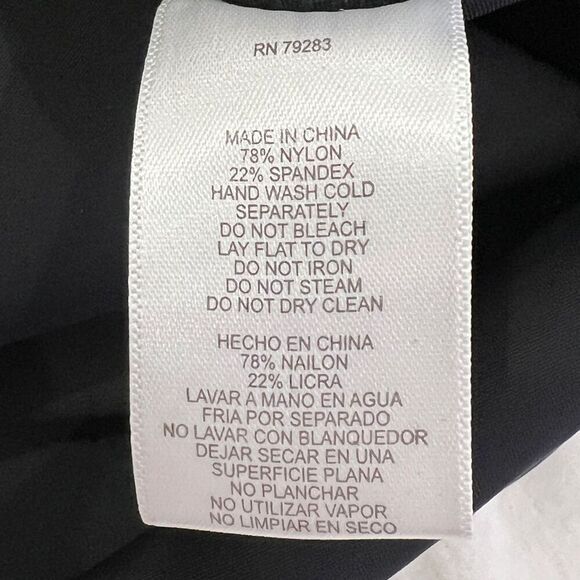 RN 79283
MADE IN CHINA
78% NYLON
22% SPANDEX
HAND WASH COLD
SEPARATELY
DO NOT BLEACH
LAY FLAT TO DRY
DO NOT IRON
DO NOT STEAM
DO NOT DRY CLEAN
HECHO EN CHINA
78% NAILON
22% LICRA
LAVAR A MANO EN AGUA
FRIA POR SEPARADO
NO LAVAR CON BLANQUEDOR
DEJAR SECAR EN UNA
SUPERFICIE PLANA
NO PLANCHAR
NO UTILIZAR VAPOR
NO LIMPIAR EN SECO